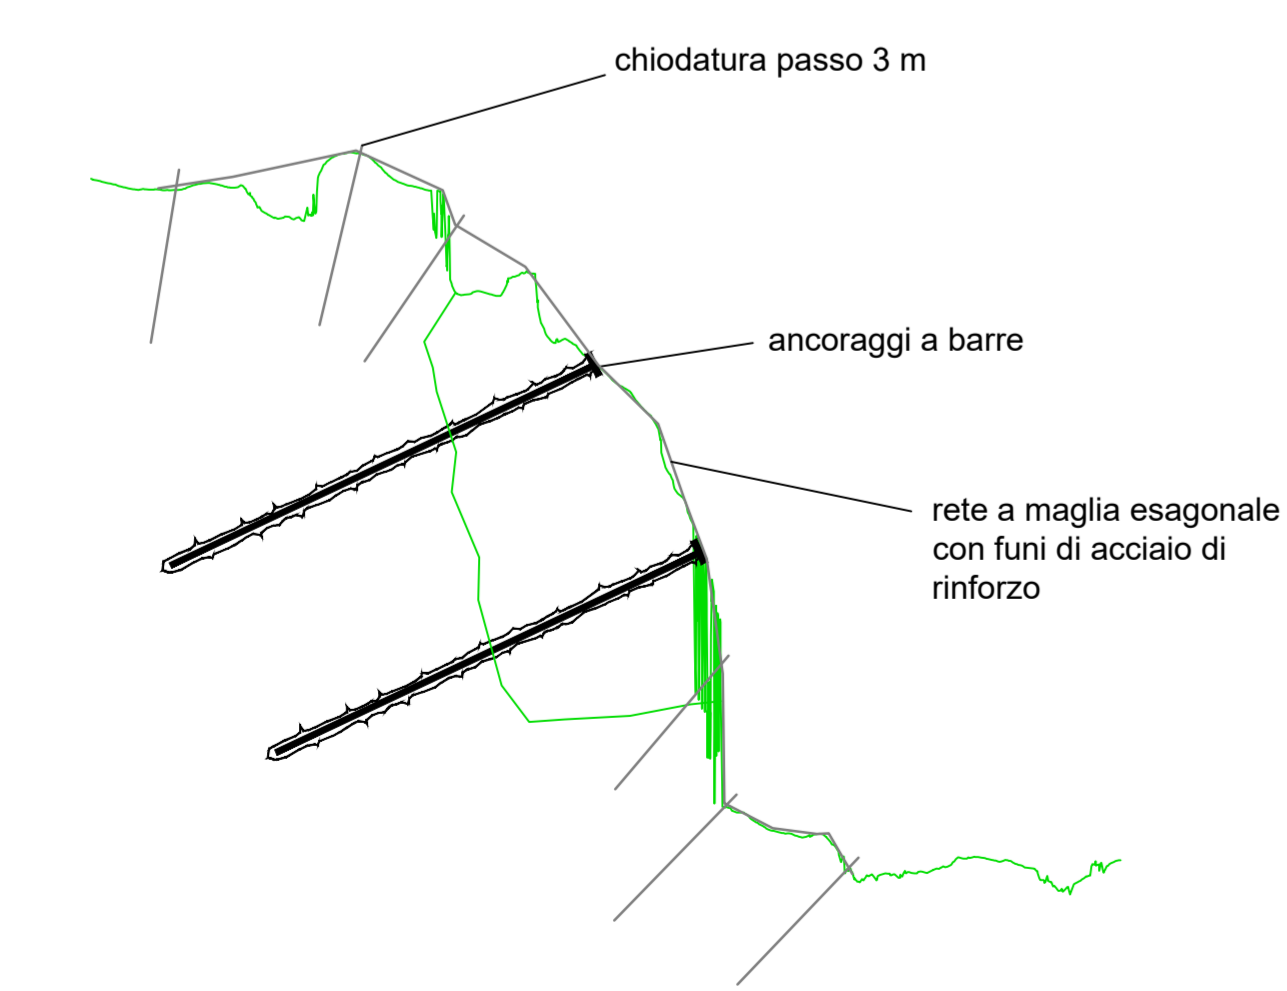 chiodatura passo 3 m
ancoraggi a barre
rete a maglia esagonale
con funi di acciaio di
rinforzo